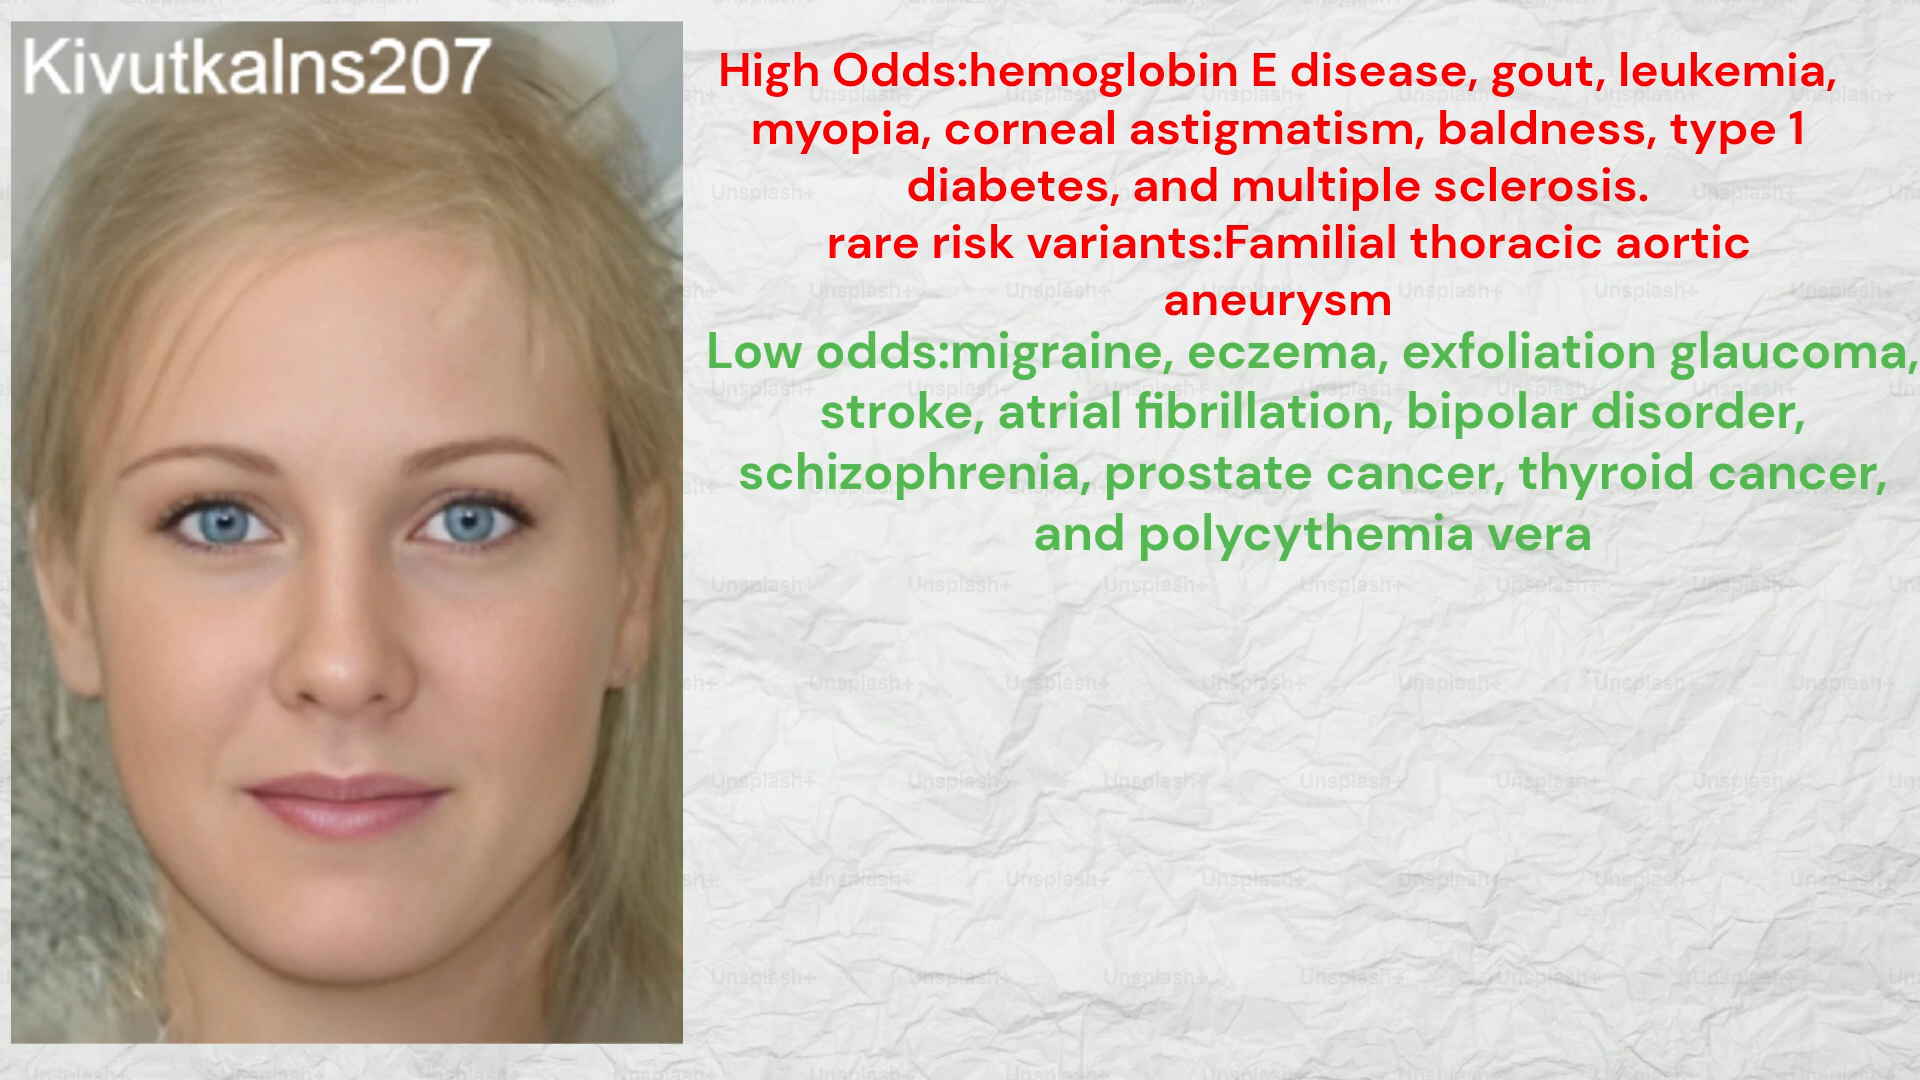 Kivutkalns207
High Odds:hemoglobin E disease, gout, leukemia,
myopia, corneal astigmatism, baldness, type 1
diabetes, and multiple sclerosis.
rare risk variants:Familial thoracic aortic
aneurysm
Low odds:migraine, eczema, exfoliation glaucoma,
stroke, atrial fibrillation, bipolar disorder,
schizophrenia, prostate cancer, thyroid cancer,
and polycythemia vera
Unsplash+